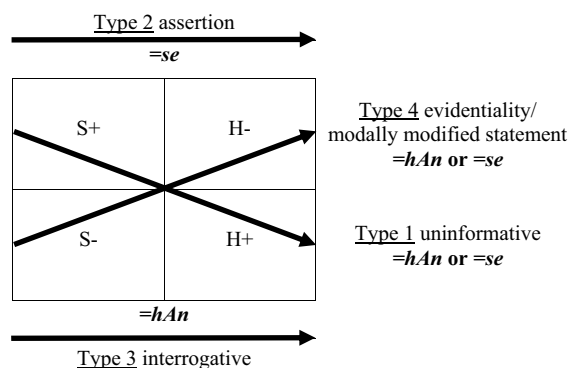 Type 2 assertion
=se
S+ H-
Type 4 evidentiality/
modally modified statement
=hAn or =se
S- H+
Type 1 uninformative
=hAn or =se
=hAn
Type 3 interrogative